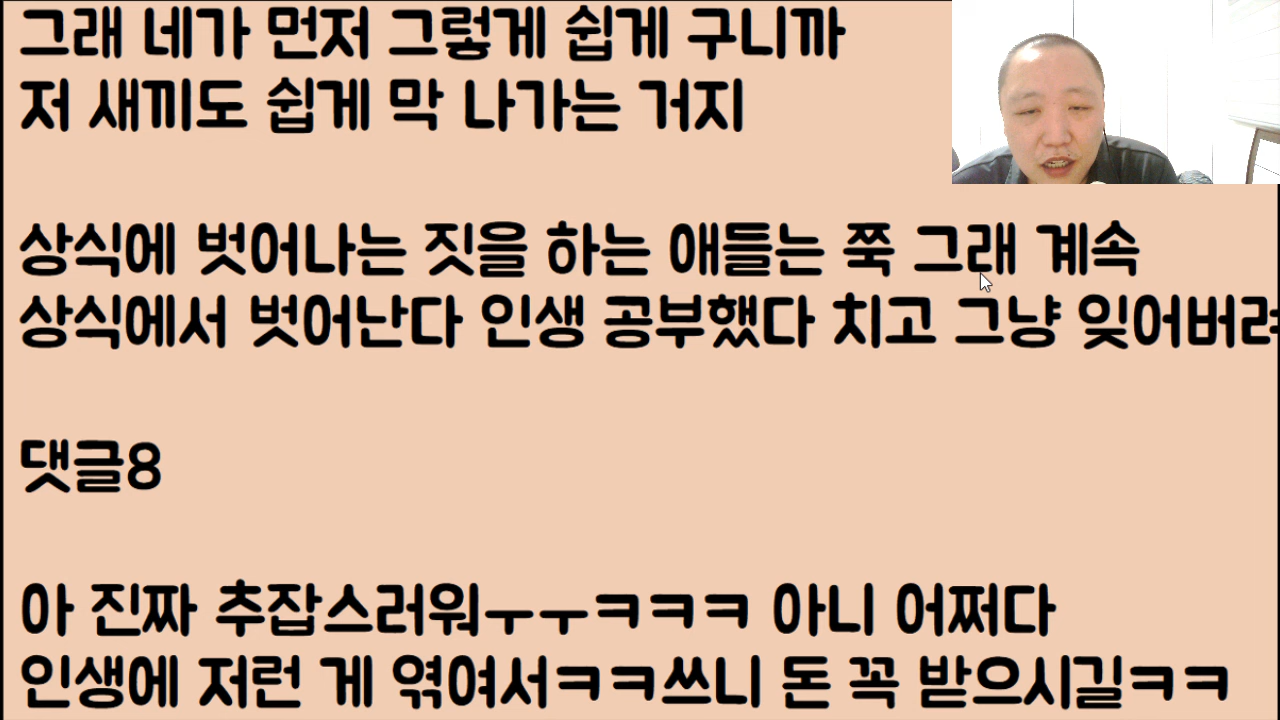 그래 네가 먼저 그렇게 쉽게 구니까
저 새끼도 쉽게 막 나가는 거지
상식에 벗어나는 짓을 하는 애들는 쭉 그래 계속
상식에서 벗어난다 인생 공부했다 치고 그냥 잊어버려
댓글8
아 진짜 추잡스러워ㅜㅜㅋㅋㅋ 아니 어쩌다
인생에 저런 게 엮여서ㅋㅋ쓰니 돈 꼭 받으시길ㅋㅋ